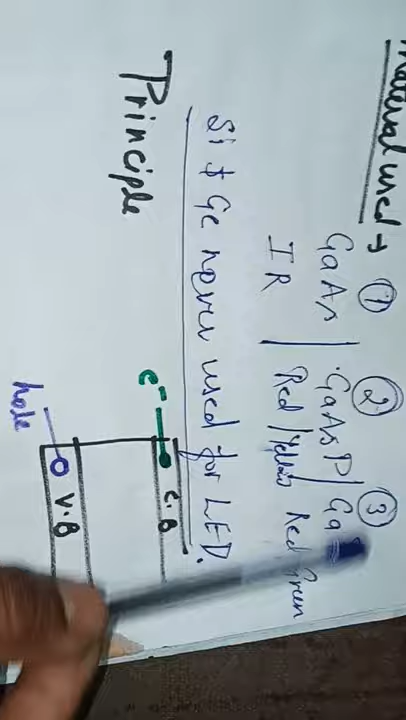 Material used → ① ② ③
GaAs | GaAsP | Ga
IR | Red/Yellow Red Green
Si & Ge never used for LED.
Principle
e⁻ C.B
hole V.B